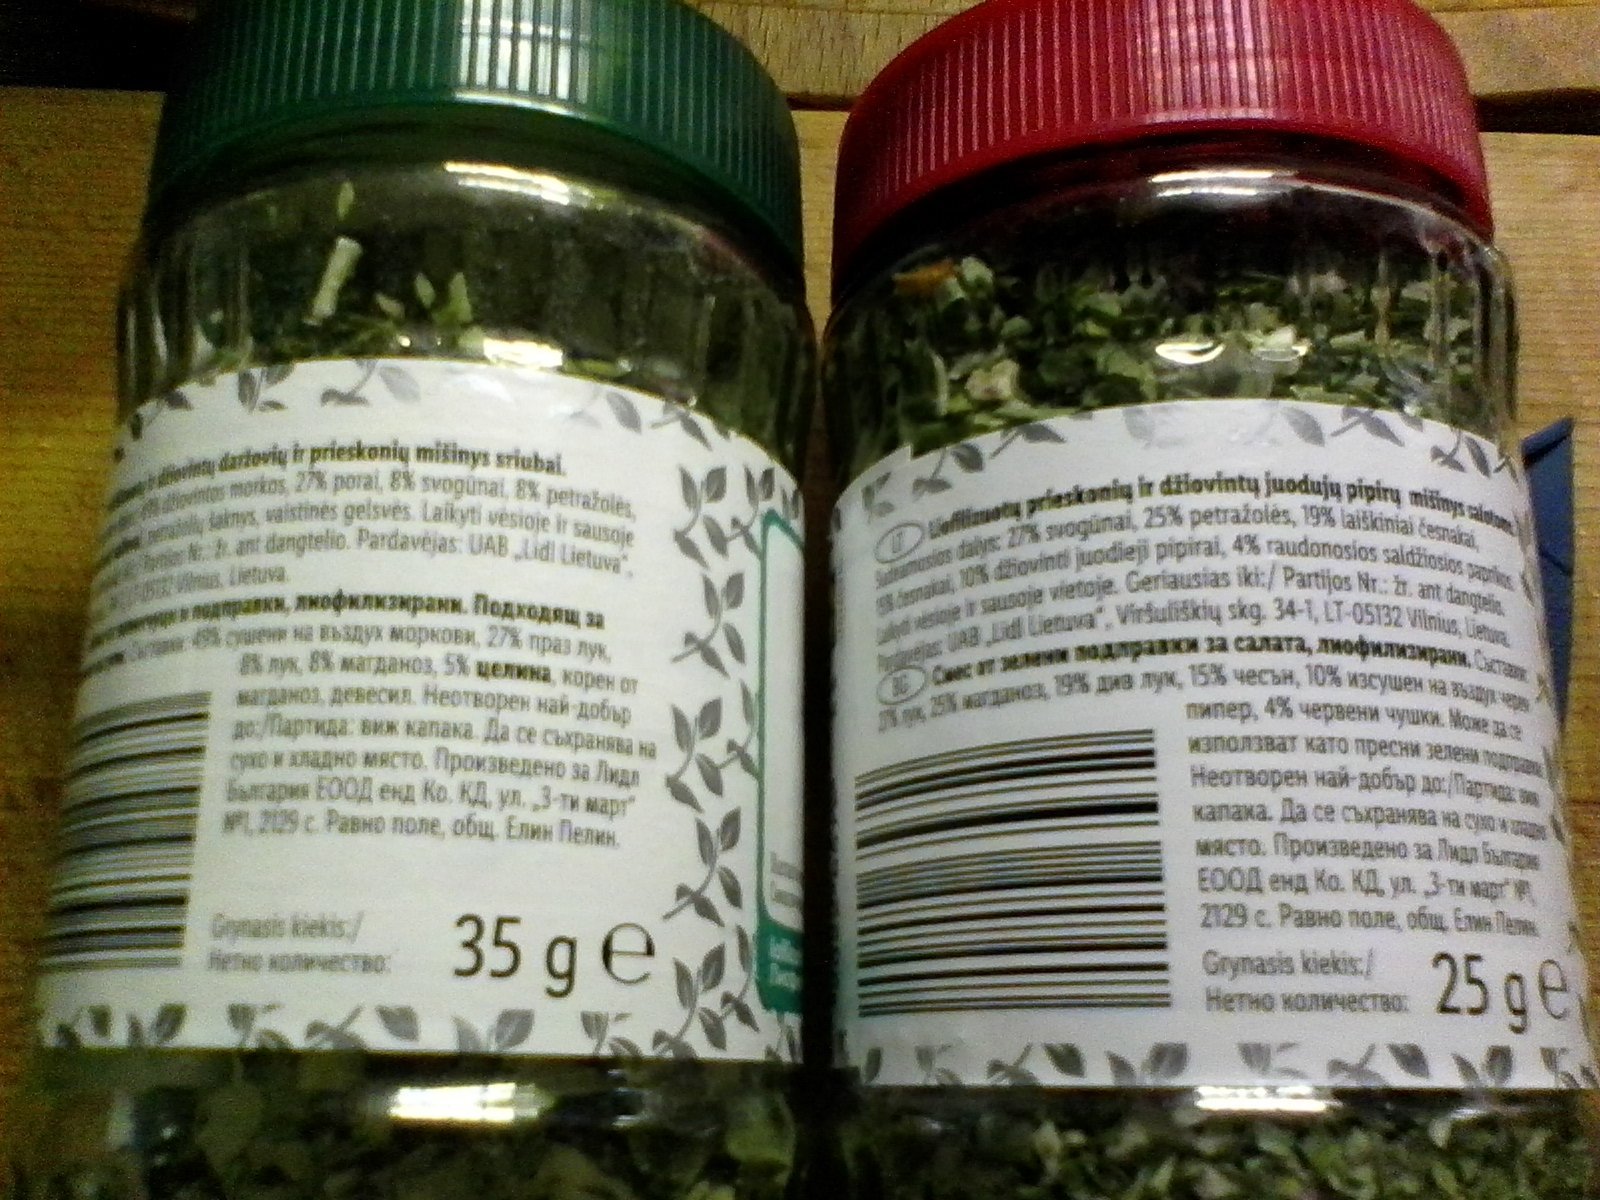 ir džiovintų daržovių ir prieskonių mišinys sriubai.
džiovintos morkos, 27% porai, 8% svogūnai, 8% petražolės,
petražolių šaknys, vaistinės gelsvės. Laikyti vėsioje ir sausoje
Partijos Nr.: žr. ant dangtelio. Pardavėjas: UAB „Lidl Lietuva“,
LT-05132 Vilnius, Lietuva.
и подправки, лиофилизирани. Подходящ за
Съставки: 49% сушени на въздух моркови, 27% праз лук,
8% лук, 8% магданоз, 5% целина, корен от
магданоз, девесил. Неотворен най-добър
до:/Партида: виж капака. Да се съхранява на
сухо и хладно място. Произведено за Лидл
България ЕООД енд Ко. КД, ул. „3-ти март“
№1, 2129 с. Равно поле, общ. Елин Пелин.
Grynasis kiekis:/
Нетно количество:
35 g e
LT Liofilizuotų prieskonių ir džiovintų juodųjų pipirų mišinys salotoms.
Sudedamosios dalys: 27% svogūnai, 25% petražolės, 19% laiškiniai česnakai,
15% česnakai, 10% džiovinti juodieji pipirai, 4% raudonosios saldžiosios paprikos.
Laikyti vėsioje ir sausoje vietoje. Geriausias iki:/ Partijos Nr.: žr. ant dangtelio.
Pardavėjas: UAB „Lidl Lietuva“, Viršuliškių skg. 34-1, LT-05132 Vilnius, Lietuva.
BG Смес от зелени подправки за салата, лиофилизирани. Съставки:
27% лук, 25% магданоз, 19% див лук, 15% чесън, 10% изсушен на въздух черен
пипер, 4% червени чушки. Може да се
използват като пресни зелени подправки.
Неотворен най-добър до:/Партида: виж
капака. Да се съхранява на сухо и хладно
място. Произведено за Лидл България
ЕООД енд Ко. КД, ул. „3-ти март“ №1,
2129 с. Равно поле, общ. Елин Пелин.
Grynasis kiekis:/
Нетно количество:
25 g e